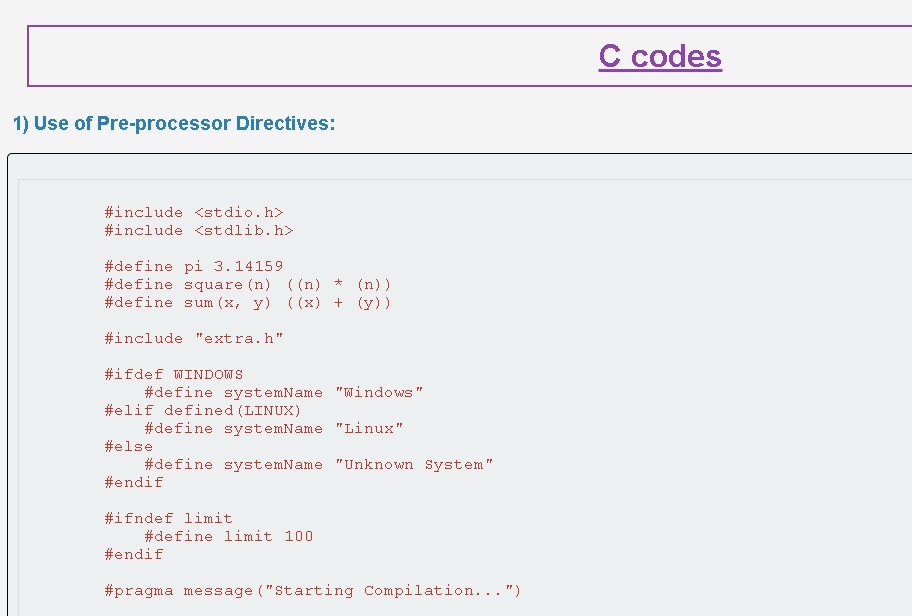 C codes
1) Use of Pre-processor Directives:
#include <stdio.h>
#include <stdlib.h>
#define pi 3.14159
#define square(n) ((n) * (n))
#define sum(x, y) ((x) + (y))
#include "extra.h"
#ifdef WINDOWS
    #define systemName "Windows"
#elif defined(LINUX)
    #define systemName "Linux"
#else
    #define systemName "Unknown System"
#endif
#ifndef limit
    #define limit 100
#endif
#pragma message("Starting Compilation...")